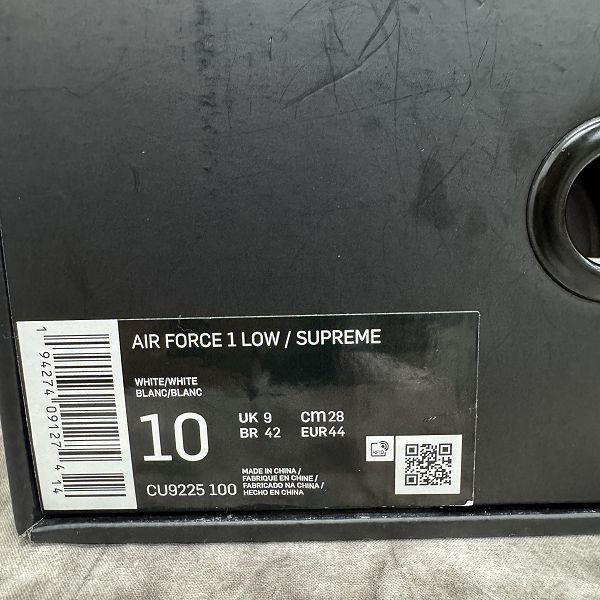 AIR FORCE 1 LOW / SUPREME
WHITE/WHITE
BLANC/BLANC
10
UK 9 cm 28
BR 42 EUR 44
CU9225 100
MADE IN CHINA /
FABRIQUE EN CHINE /
FABRICADO NA CHINA /
HECHO EN CHINA
RFID
1 94274 09127 4 14